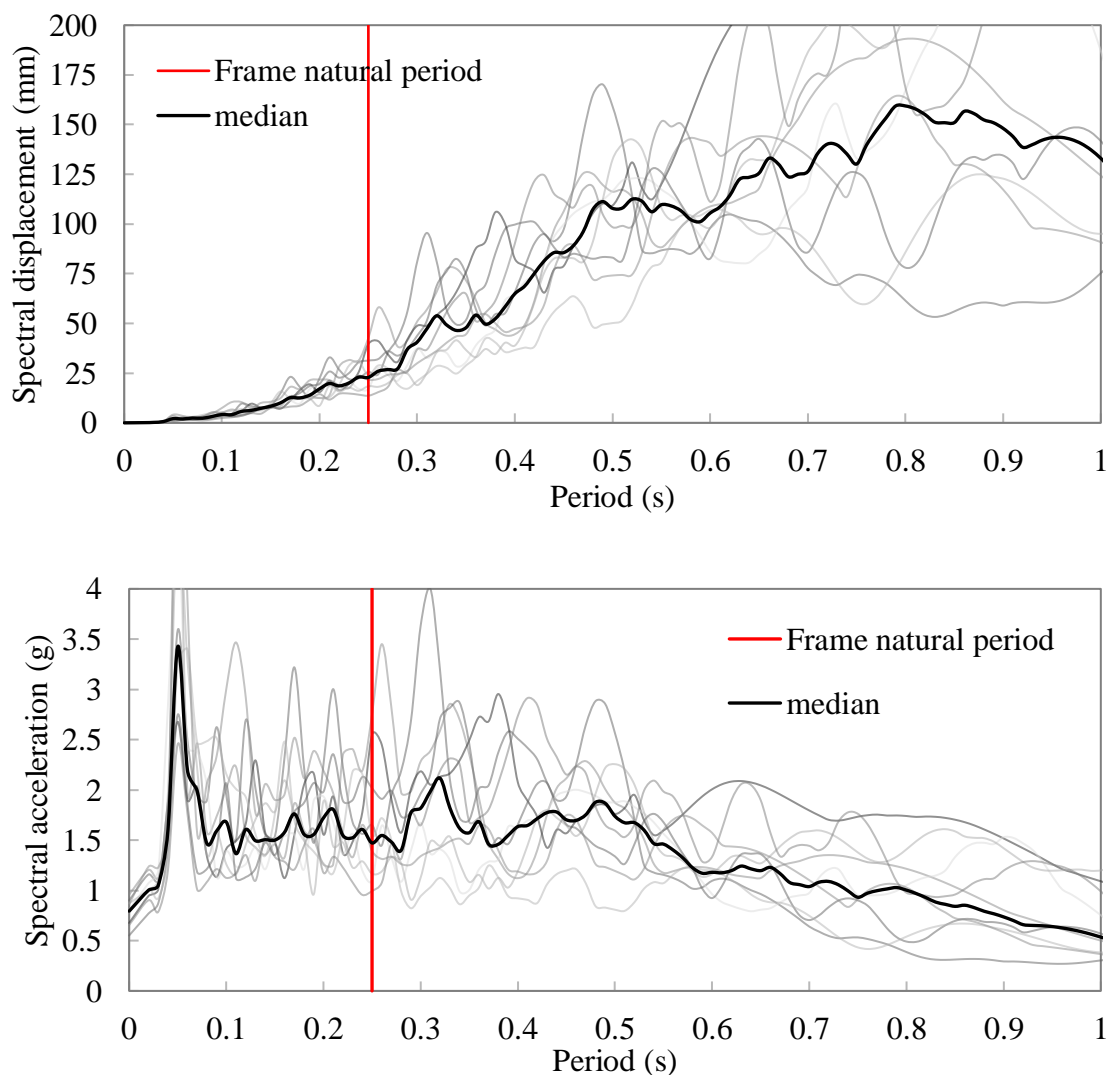 Spectral displacement (mm)
200
175
150
125
100
75
50
25
0
Frame natural period
median
0 0.1 0.2 0.3 0.4 0.5 0.6 0.7 0.8 0.9 1
Period (s)
Spectral acceleration (g)
4
3.5
3
2.5
2
1.5
1
0.5
0
Frame natural period
median
0 0.1 0.2 0.3 0.4 0.5 0.6 0.7 0.8 0.9 1
Period (s)